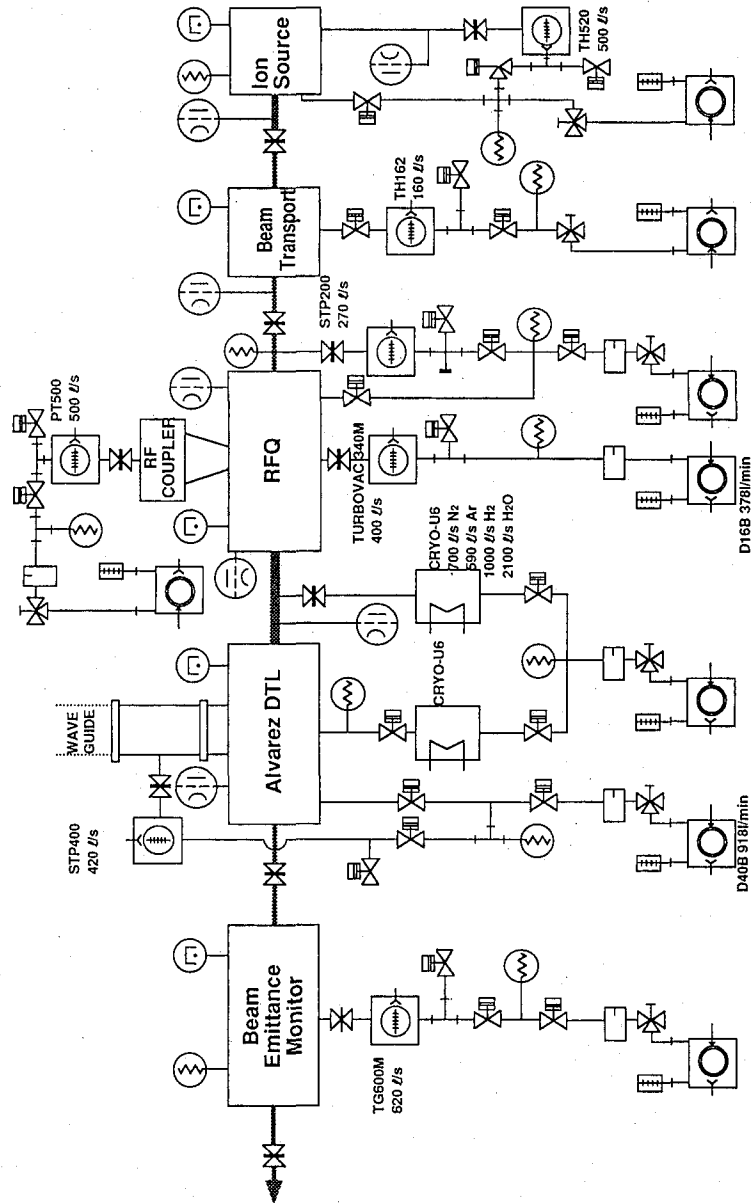 Ion
Source
TH520
500 ℓ/s
Beam
Transport
TH162
160 ℓ/s
STP200
270 ℓ/s
PT500
500 ℓ/s
RF
COUPLER
RFQ
TURBOVAC 340M
400 ℓ/s
D16B 378l/min
CRYO-U6
1700 ℓ/s N₂
690 ℓ/s Ar
1000 ℓ/s H₂
2100 ℓ/s H₂O
WAVE
GUIDE
Alvarez DTL
CRYO-U6
STP400
420 ℓ/s
D40B 918l/min
Beam
Emittance
Monitor
TG600M
620 ℓ/s